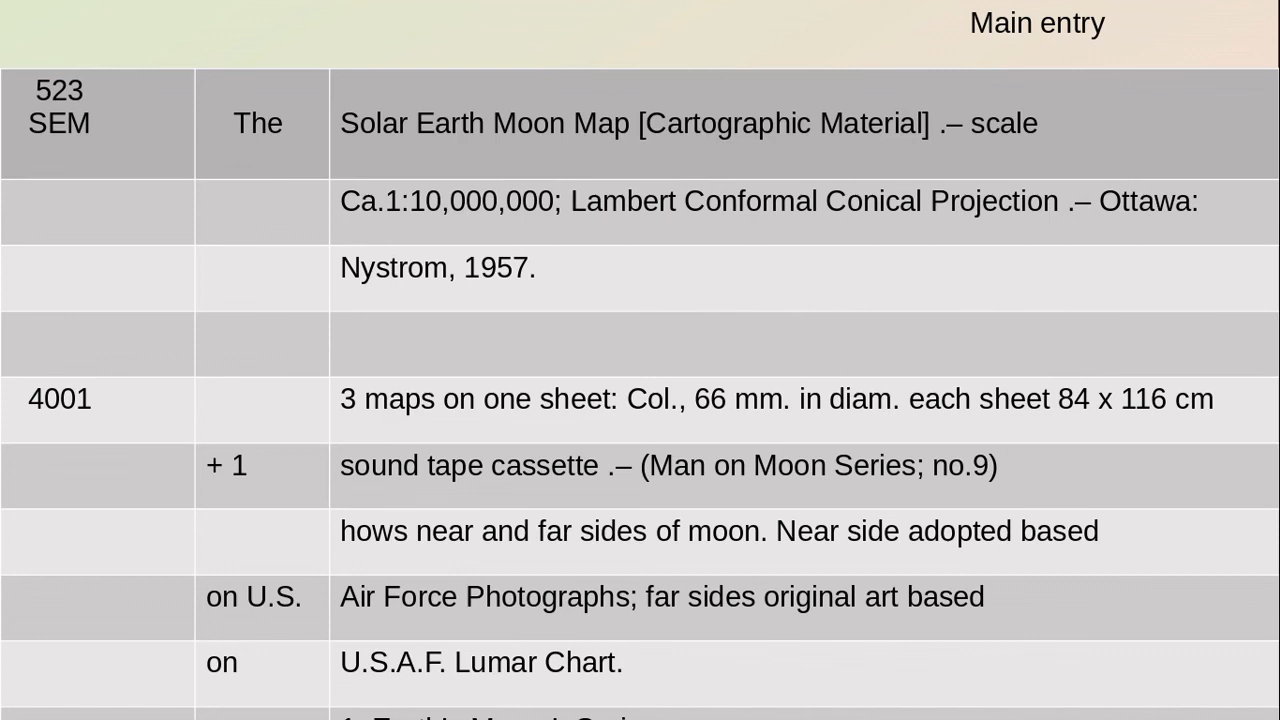 Main entry
523
SEM The Solar Earth Moon Map [Cartographic Material] .– scale
Ca.1:10,000,000; Lambert Conformal Conical Projection .– Ottawa:
Nystrom, 1957.
4001 3 maps on one sheet: Col., 66 mm. in diam. each sheet 84 x 116 cm
+ 1 sound tape cassette .– (Man on Moon Series; no.9)
hows near and far sides of moon. Near side adopted based
on U.S. Air Force Photographs; far sides original art based
on U.S.A.F. Lumar Chart.